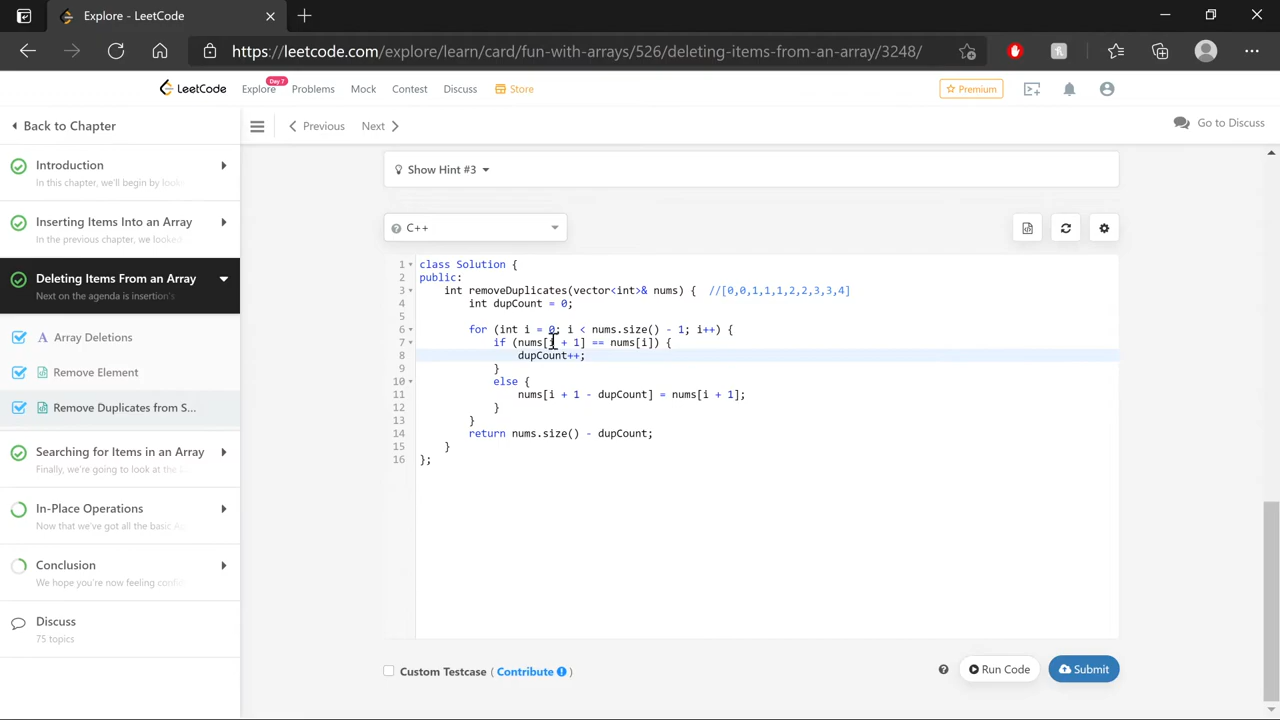 Explore - LeetCode
https://leetcode.com/explore/learn/card/fun-with-arrays/526/deleting-items-from-an-array/3248/
LeetCode
Explore
Day 7
Problems
Mock
Contest
Discuss
Store
Premium
Back to Chapter
Previous
Next
Go to Discuss
Introduction
In this chapter, we'll begin by
Inserting Items Into an Array
In the previous chapter, we looked
Deleting Items From an Array
Next on the agenda is insertion's
A Array Deletions
Remove Element
Remove Duplicates from S...
Searching for Items in an Array
Finally, we're going to look at the
In-Place Operations
Now that we've got all the basic
Conclusion
We hope you're now feeling
Discuss
75 topics
Show Hint #3
C++
1 class Solution {
2 public:
3 int removeDuplicates(vector<int>& nums) { //[0,0,1,1,1,2,2,3,3,4]
4 int dupCount = 0;
5
6 for (int i = 0; i < nums.size() - 1; i++) {
7 if (nums[i + 1] == nums[i]) {
8 dupCount++;
9 }
10 else {
11 nums[i + 1 - dupCount] = nums[i + 1];
12 }
13 }
14 return nums.size() - dupCount;
15 }
16 };
Custom Testcase ( Contribute )
Run Code
Submit